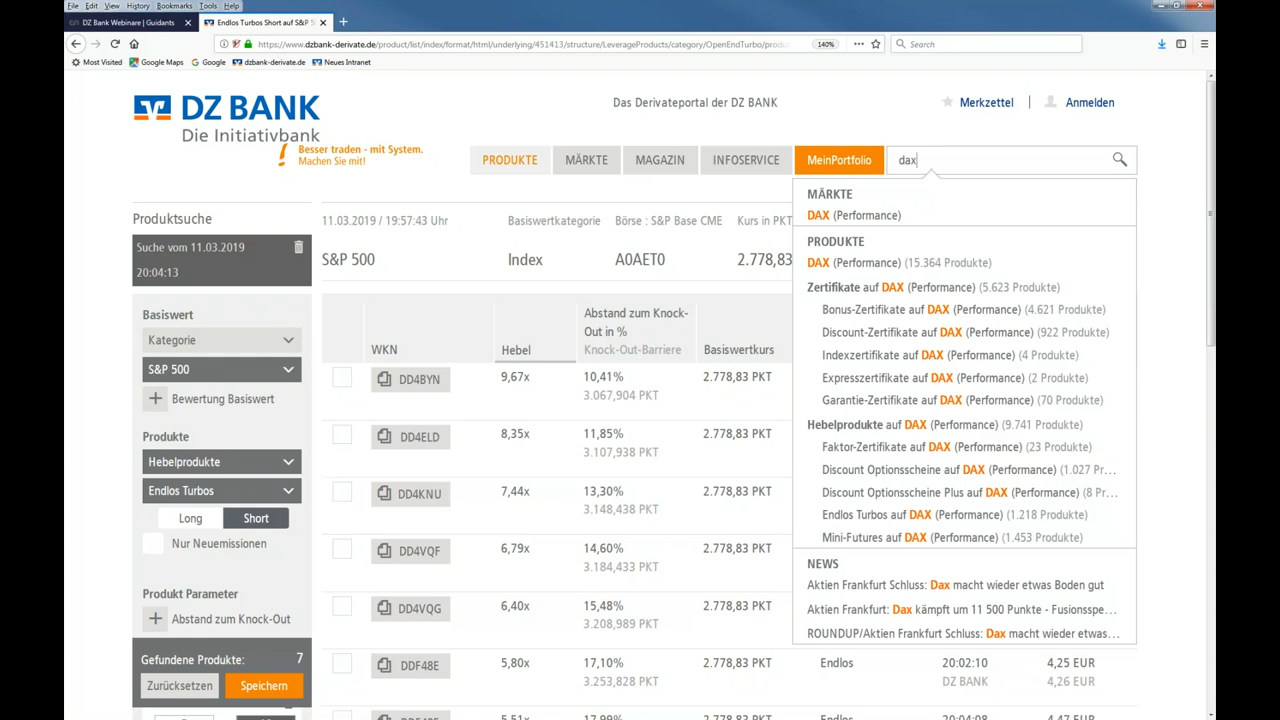 File Edit View History Bookmarks Tools Help
DZ Bank Webinare | Guidants
Endlos Turbos Short auf S&P 5
https://www.dzbank-derivate.de/product/list/index/format/html/underlying/451413/structure/LeverageProducts/category/OpenEndTurbo/produ
140%
Search
Most Visited Google Maps Google dzbank-derivate.de Neues Intranet
DZ BANK
Die Initiativbank
Besser traden - mit System.
Machen Sie mit!
Das Derivateportal der DZ BANK
Merkzettel | Anmelden
PRODUKTE MÄRKTE MAGAZIN INFOSERVICE MeinPortfolio dax
MÄRKTE
DAX (Performance)
PRODUKTE
DAX (Performance) (15.364 Produkte)
Zertifikate auf DAX (Performance) (5.623 Produkte)
Bonus-Zertifikate auf DAX (Performance) (4.621 Produkte)
Discount-Zertifikate auf DAX (Performance) (922 Produkte)
Indexzertifikate auf DAX (Performance) (4 Produkte)
Expresszertifikate auf DAX (Performance) (2 Produkte)
Garantie-Zertifikate auf DAX (Performance) (70 Produkte)
Hebelprodukte auf DAX (Performance) (9.741 Produkte)
Faktor-Zertifikate auf DAX (Performance) (23 Produkte)
Discount Optionsscheine auf DAX (Performance) (1.027 Pr...
Discount Optionsscheine Plus auf DAX (Performance) (8 Pr...
Endlos Turbos auf DAX (Performance) (1.218 Produkte)
Mini-Futures auf DAX (Performance) (1.453 Produkte)
NEWS
Aktien Frankfurt Schluss: Dax macht wieder etwas Boden gut
Aktien Frankfurt: Dax kämpft um 11 500 Punkte - Fusionsspe...
ROUNDUP/Aktien Frankfurt Schluss: Dax macht wieder etwas...
Produktsuche
Suche vom 11.03.2019
20:04:13
Basiswert
Kategorie
S&P 500
Bewertung Basiswert
Produkte
Hebelprodukte
Endlos Turbos
Long Short
Nur Neuemissionen
Produkt Parameter
Abstand zum Knock-Out
Gefundene Produkte: 7
Zurücksetzen Speichern
11.03.2019 / 19:57:43 Uhr Basiswertkategorie Börse : S&P Base CME Kurs in PKT
S&P 500 Index A0AET0 2.778,83
Abstand zum Knock-
Out in %
WKN Hebel Knock-Out-Barriere Basiswertkurs
DD4BYN 9,67x 10,41% 2.778,83 PKT
3.067,904 PKT
DD4ELD 8,35x 11,85% 2.778,83 PKT
3.107,938 PKT
DD4KNU 7,44x 13,30% 2.778,83 PKT
3.148,438 PKT
DD4VQF 6,79x 14,60% 2.778,83 PKT
3.184,433 PKT
DD4VQG 6,40x 15,48% 2.778,83 PKT
3.208,989 PKT
DDF48E 5,80x 17,10% 2.778,83 PKT Endlos 20:02:10 4,25 EUR
3.253,828 PKT DZ BANK 4,26 EUR